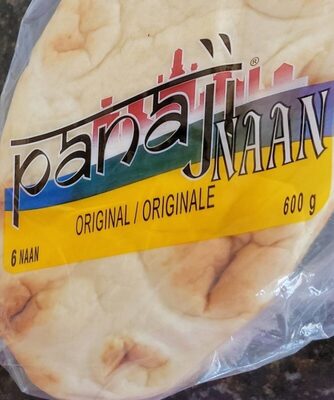 panaji NAAN
ORIGINAL / ORIGINALE
6 NAAN 600 g